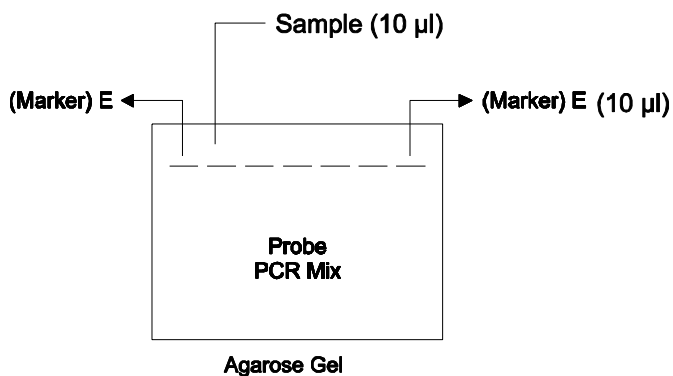 Sample (10 µl)
(Marker) E
(Marker) E (10 µl)
Probe
PCR Mix
Agarose Gel